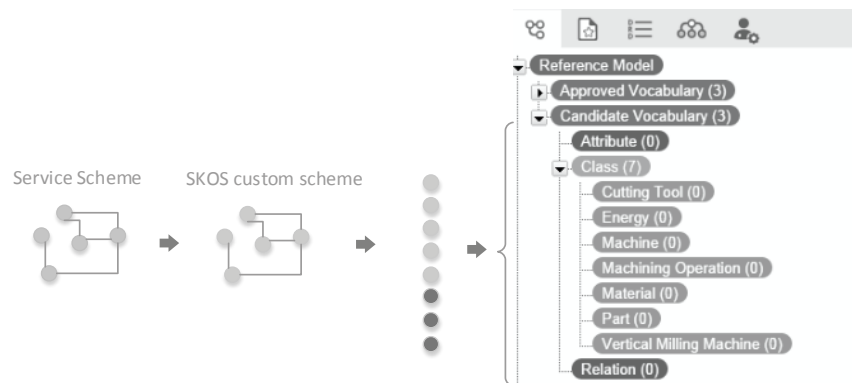 Reference Model
Approved Vocabulary (3)
Candidate Vocabulary (3)
Attribute (0)
Class (7)
Cutting Tool (0)
Energy (0)
Machine (0)
Machining Operation (0)
Material (0)
Part (0)
Vertical Milling Machine (0)
Relation (0)
Service Scheme
SKOS custom scheme